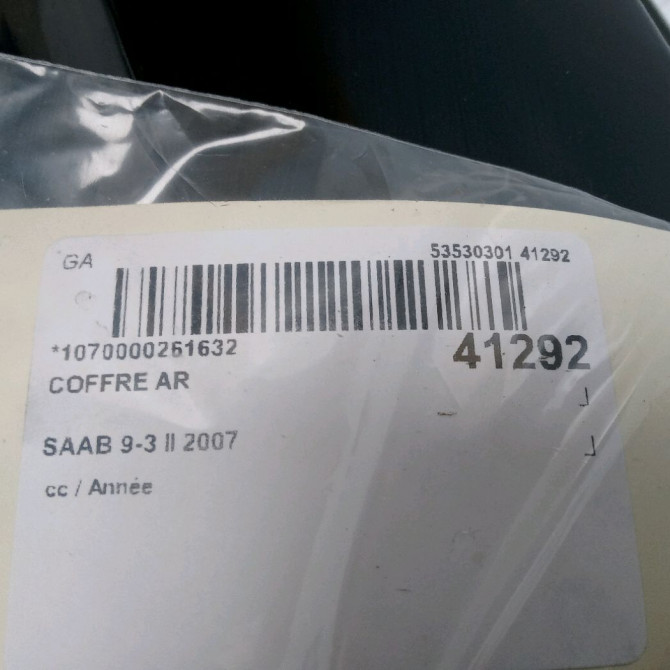 GA
53530301 41292
*1070000261632
41292
COFFRE AR
SAAB 9-3 II 2007
cc / Année